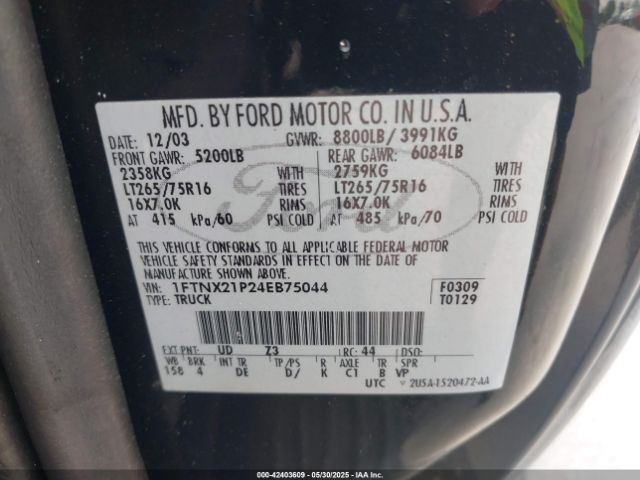 MFD. BY FORD MOTOR CO. IN U.S.A.
DATE: 12/03 GVWR: 8800LB / 3991KG
FRONT GAWR: 5200LB REAR GAWR: 6084LB
2358KG WITH 2759KG WITH
LT265/75R16 TIRES LT265/75R16 TIRES
16X7.0K RIMS 16X7.0K RIMS
AT 415 kPa/60 PSI COLD AT 485 kPa/70 PSI COLD
Ford
THIS VEHICLE CONFORMS TO ALL APPLICABLE FEDERAL MOTOR
VEHICLE SAFETY STANDARDS IN EFFECT ON THE DATE OF
MANUFACTURE SHOWN ABOVE.
VIN: 1FTNX21P24EB75044 F0309
TYPE: TRUCK T0129
EXT PNT: UD Z3 RC: 44 DSO:
WB BRK INT TR TP/PS R AXLE TR SPR
158 4 DE D/ K C1 B VP
UTC 2U5A-1520472-AA
000-42403609 - 05/30/2025 - IAAI.COM